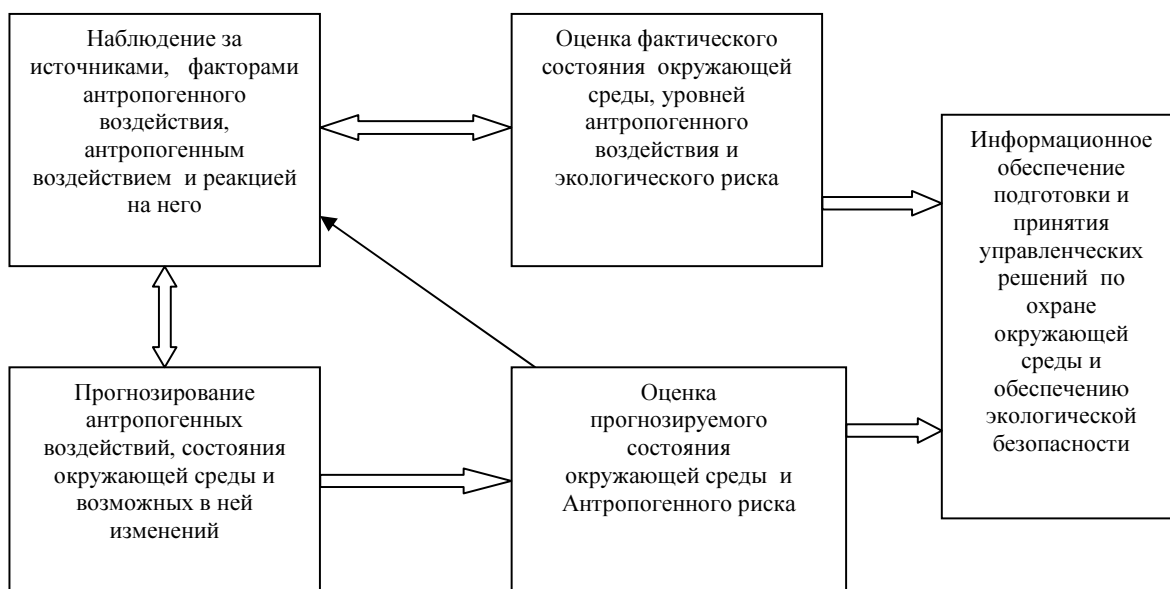 Наблюдение за
источниками, факторами
антропогенного
воздействия,
антропогенным
воздействием и реакцией
на него
Оценка фактического
состояния окружающей
среды, уровней
антропогенного
воздействия и
экологического риска
Информационное
обеспечение
подготовки и
принятия
управленческих
решений по
охране
окружающей
среды и
обеспечению
экологической
безопасности
Прогнозирование
антропогенных
воздействий, состояния
окружающей среды и
возможных в ней
изменений
Оценка
прогнозируемого
состояния
окружающей среды и
Антропогенного риска